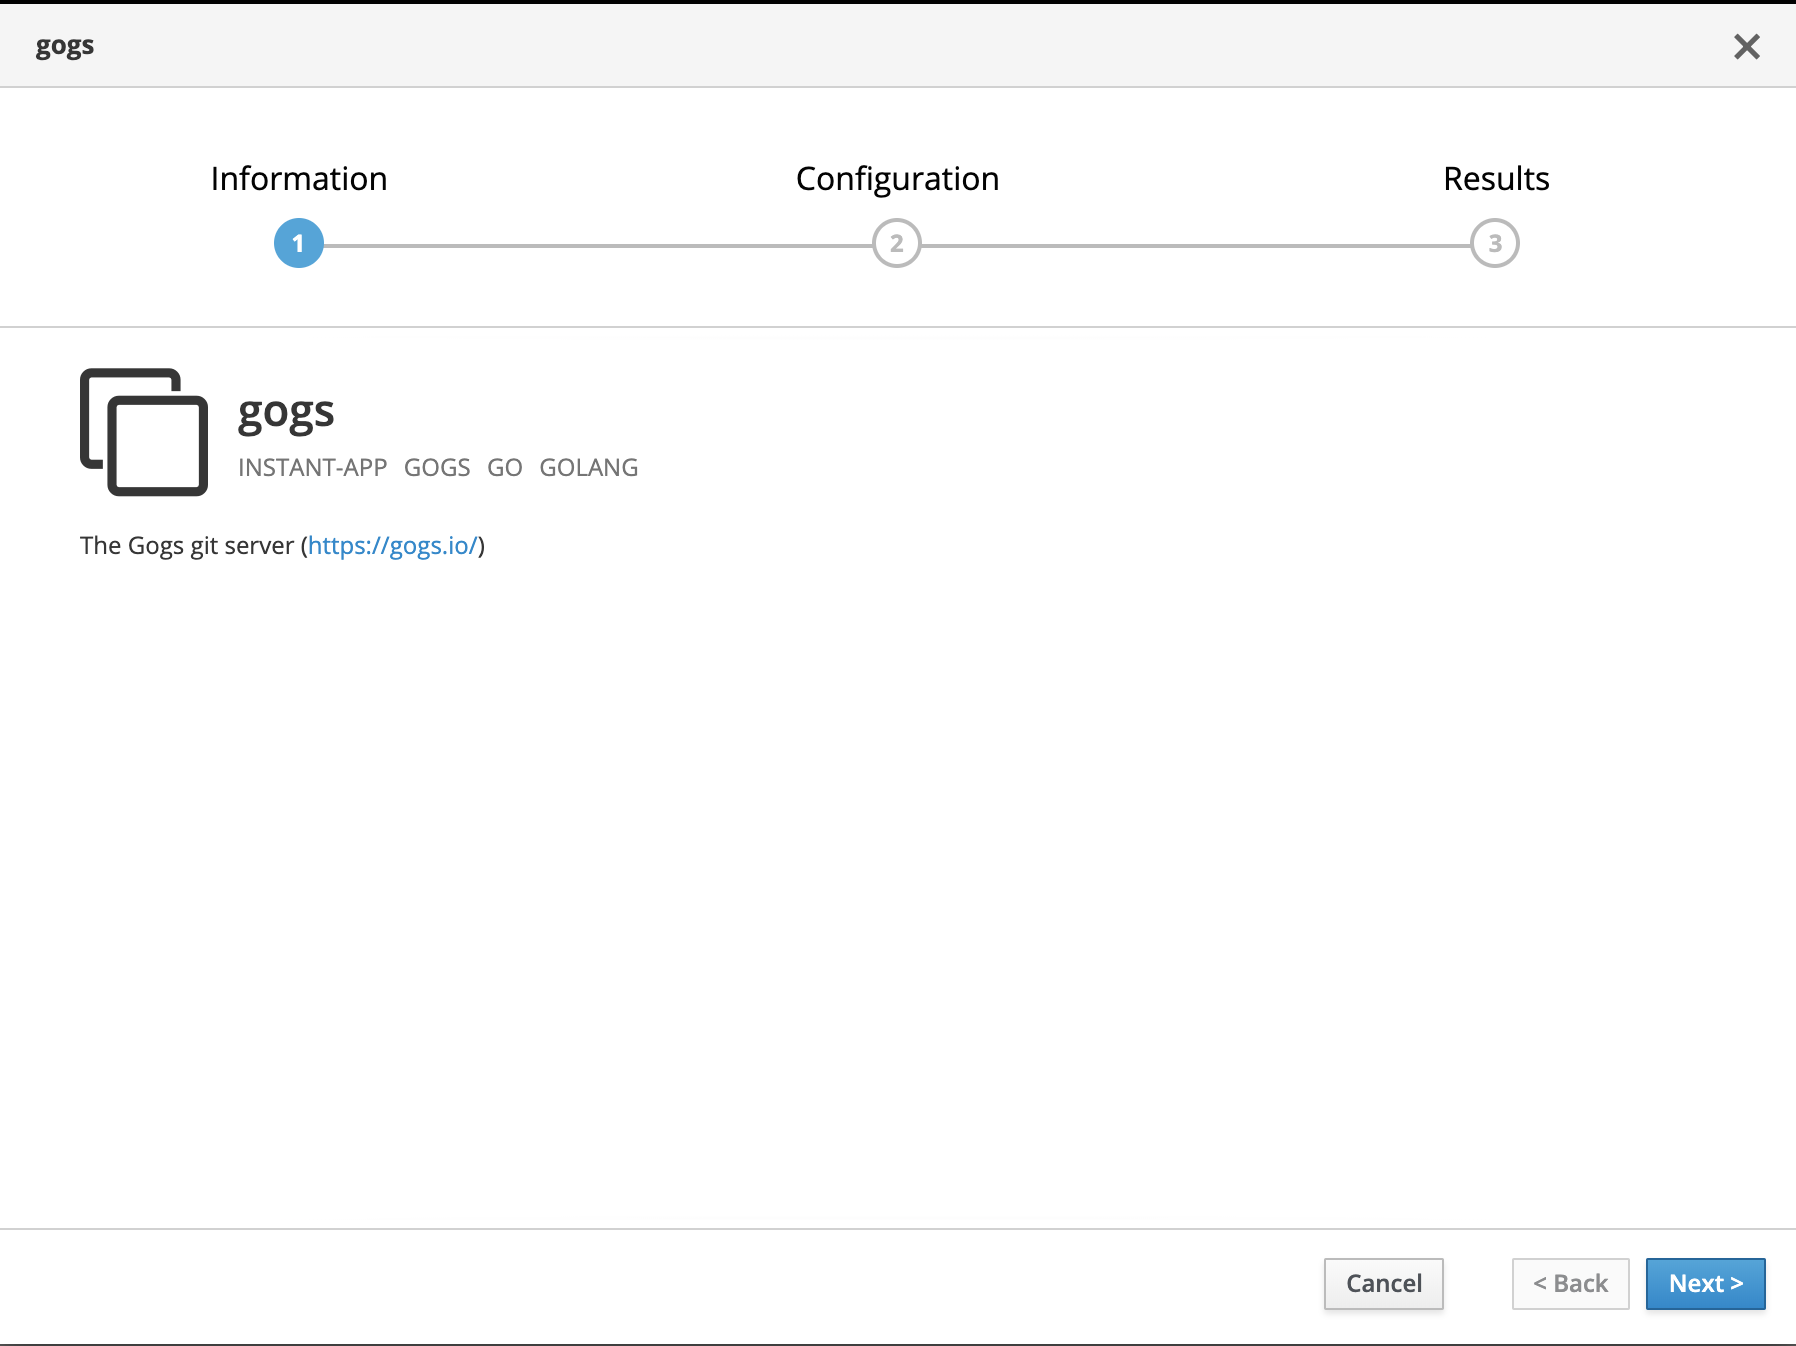 gogs
Information
Configuration
Results
1
2
3
gogs
INSTANT-APP GOGS GO GOLANG
The Gogs git server (https://gogs.io/)
Cancel
< Back
Next >